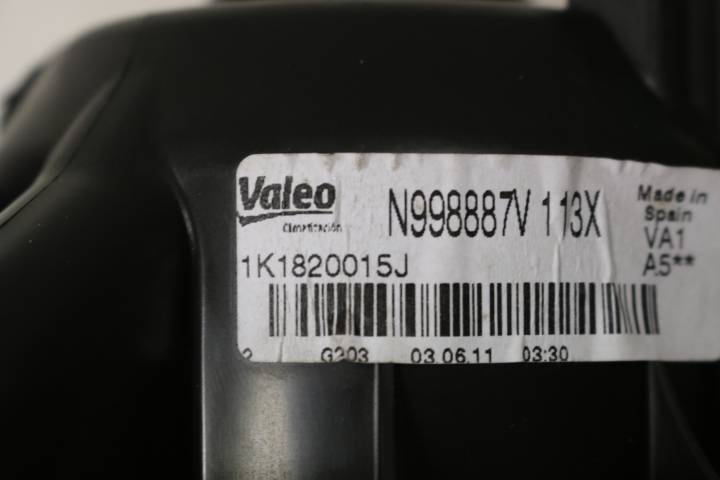 Valeo
Climatización
N998887V 113X
Made in
Spain
VA1
A5**
1K1820015J
2 G203 03.06.11 03:30